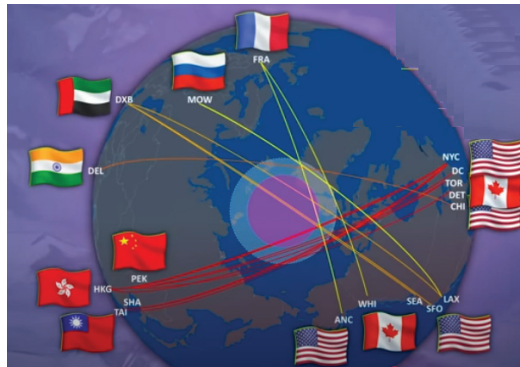 FRA
DXB
MOW
NYC
DEL
DC
TOR
DET
CHI
PEK
HKG
SHA
TAI
WHI
SEA
LAX
SFO
ANC